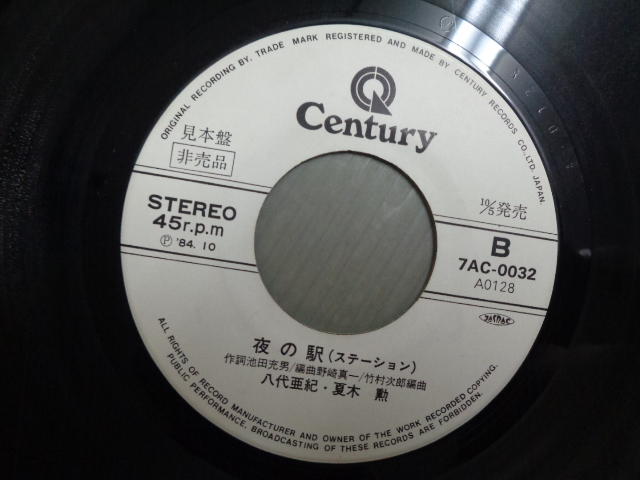 ORIGINAL RECORDING BY, TRADE MARK REGISTERED AND MADE BY CENTURY RECORDS CO., LTD. JAPAN.
Century
見本盤
非売品
10/5発売
STEREO
45r.p.m
Ⓟ '84. 10
B
7AC-0032
A0128
JASRAC
夜の駅(ステーション)
作詞池田充男/編曲野崎真一/竹村次郎編曲
八代亜紀・夏木 勲
ALL RIGHTS OF RECORD MANUFACTURER AND OWNER OF THE WORK RECORDED COPYING,
PUBLIC PERFORMANCE, BROADCASTING OF THESE RECORDS ARE FORBIDDEN.